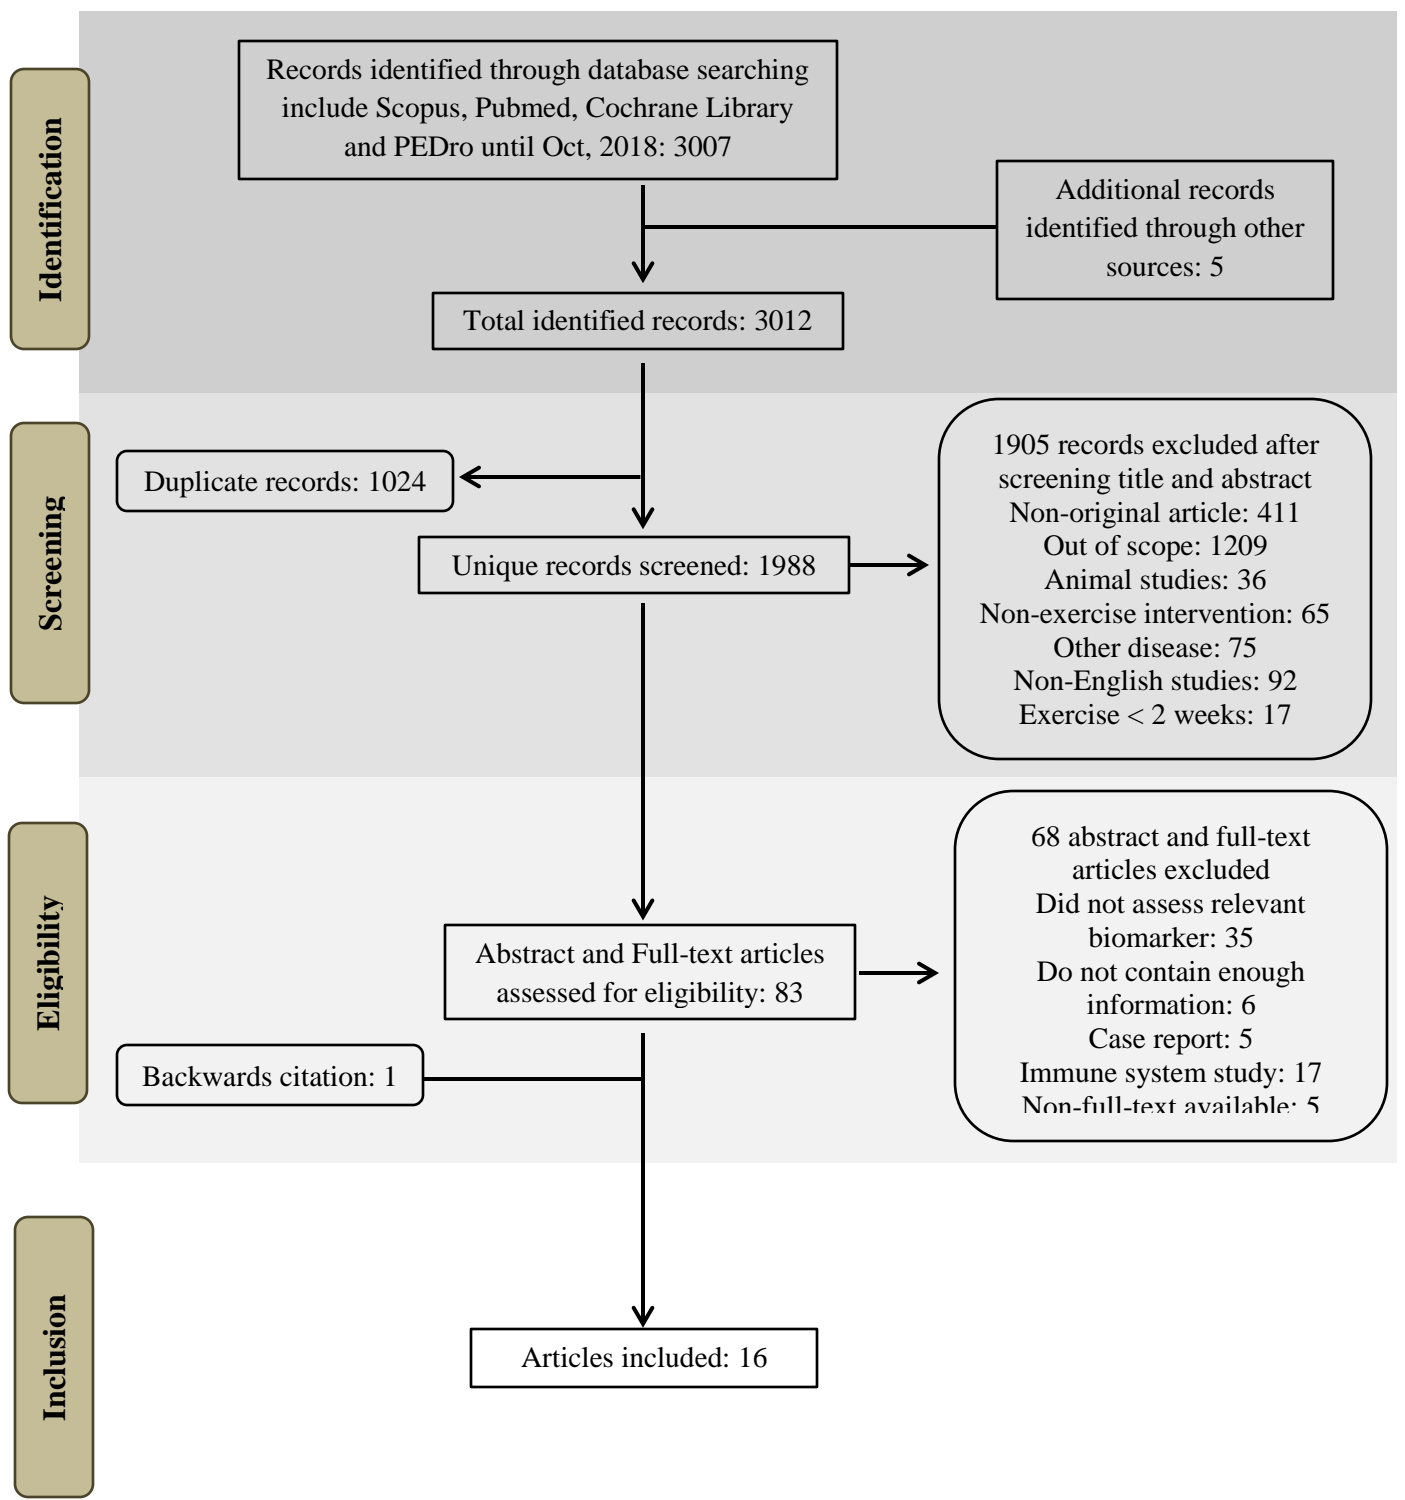 Identification
Records identified through database searching
include Scopus, Pubmed, Cochrane Library
and PEDro until Oct, 2018: 3007
Additional records
identified through other
sources: 5
Total identified records: 3012
Screening
Duplicate records: 1024
Unique records screened: 1988
1905 records excluded after
screening title and abstract
Non-original article: 411
Out of scope: 1209
Animal studies: 36
Non-exercise intervention: 65
Other disease: 75
Non-English studies: 92
Exercise < 2 weeks: 17
Eligibility
Abstract and Full-text articles
assessed for eligibility: 83
68 abstract and full-text
articles excluded
Did not assess relevant
biomarker: 35
Do not contain enough
information: 6
Case report: 5
Immune system study: 17
Non-full-text available: 5
Backwards citation: 1
Inclusion
Articles included: 16